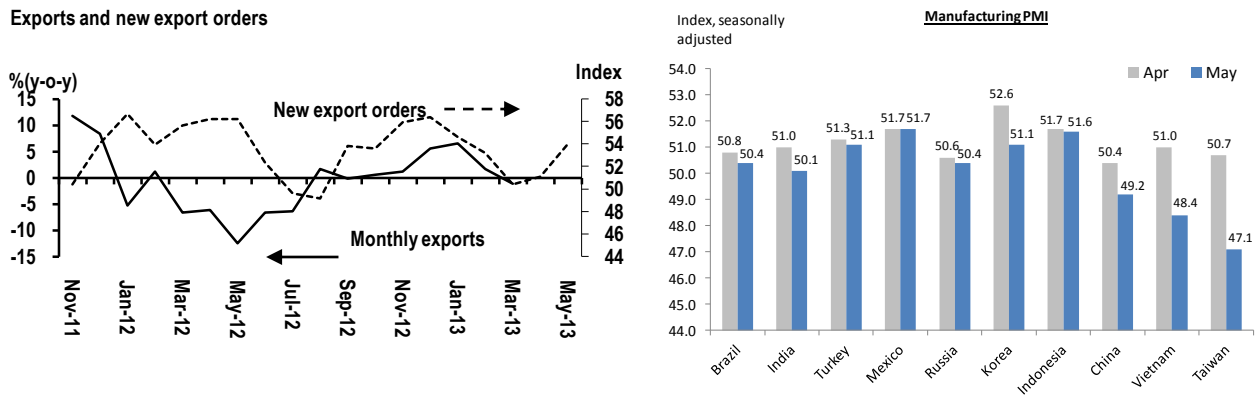 Exports and new export orders
%(y-o-y)
Index
15
10
5
0
-5
-10
-15
58
56
54
52
50
48
46
44
New export orders
Monthly exports
Nov-11
Jan-12
Mar-12
May-12
Jul-12
Sep-12
Nov-12
Jan-13
Mar-13
May-13
Index, seasonally
adjusted
Manufacturing PMI
Apr
May
54.0
53.0
52.0
51.0
50.0
49.0
48.0
47.0
46.0
45.0
44.0
50.8
50.4
51.0
50.1
51.3
51.1
51.7
51.7
50.6
50.4
52.6
51.1
51.7
51.6
50.4
49.2
51.0
48.4
50.7
47.1
Brazil
India
Turkey
Mexico
Russia
Korea
Indonesia
China
Vietnam
Taiwan